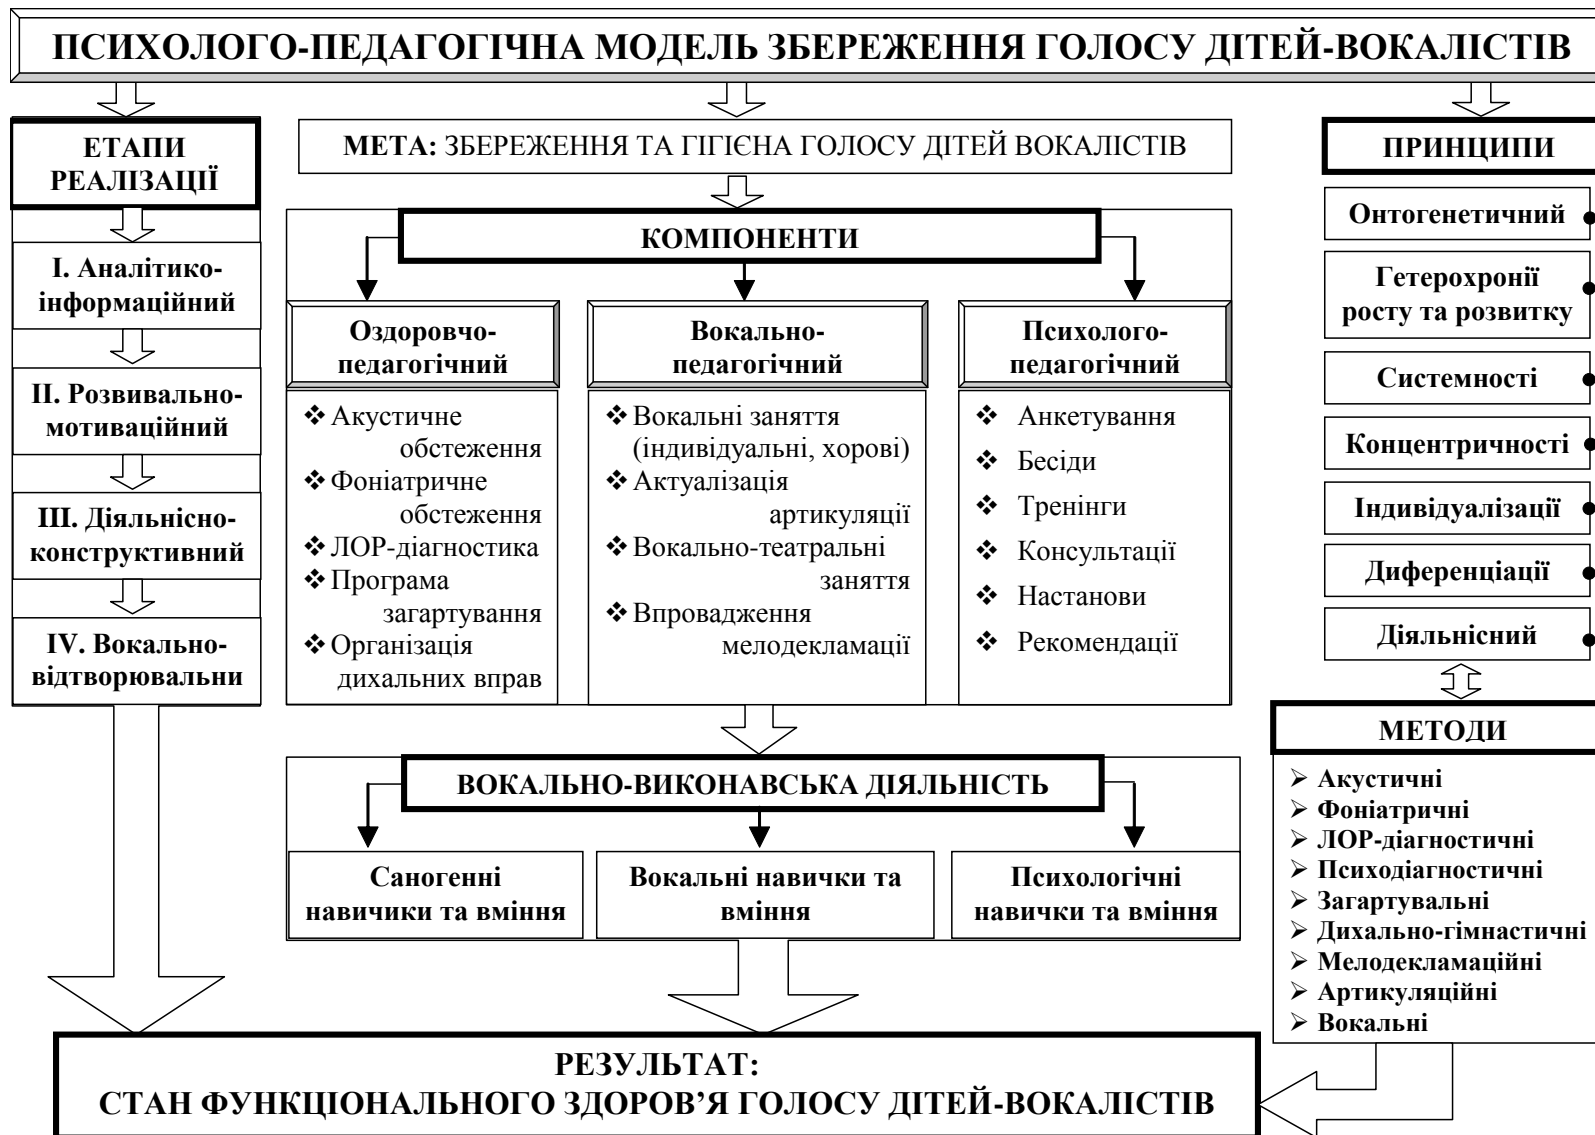 ПСИХОЛОГО-ПЕДАГОГІЧНА МОДЕЛЬ ЗБЕРЕЖЕННЯ ГОЛОСУ ДІТЕЙ-ВОКАЛІСТІВ
ЕТАПИ
РЕАЛІЗАЦІЇ
І. Аналітико-
інформаційний
ІІ. Розвивально-
мотиваційний
ІІІ. Діяльнісно-
конструктивний
IV. Вокально-
відтворювальни
МЕТА: ЗБЕРЕЖЕННЯ ТА ГІГІЄНА ГОЛОСУ ДІТЕЙ ВОКАЛІСТІВ
КОМПОНЕНТИ
Оздоровчо-
педагогічний
❖ Акустичне
обстеження
❖ Фоніатричне
обстеження
❖ ЛОР-діагностика
❖ Програма
загартування
❖ Організація
дихальних вправ
Вокально-
педагогічний
❖ Вокальні заняття
(індивідуальні, хорові)
❖ Актуалізація
артикуляції
❖ Вокально-театральні
заняття
❖ Впровадження
мелодекламації
Психолого-
педагогічний
❖ Анкетування
❖ Бесіди
❖ Тренінги
❖ Консультації
❖ Настанови
❖ Рекомендації
ВОКАЛЬНО-ВИКОНАВСЬКА ДІЯЛЬНІСТЬ
Саногенні
навичики та вміння
Вокальні навички та
вміння
Психологічні
навички та вміння
ПРИНЦИПИ
Онтогенетичний
Гетерохронії
росту та розвитку
Системності
Концентричності
Індивідуалізації
Диференціації
Діяльнісний
МЕТОДИ
➢ Акустичні
➢ Фоніатричні
➢ ЛОР-діагностичні
➢ Психодіагностичні
➢ Загартувальні
➢ Дихально-гімнастичні
➢ Мелодекламаційні
➢ Артикуляційні
➢ Вокальні
РЕЗУЛЬТАТ:
СТАН ФУНКЦІОНАЛЬНОГО ЗДОРОВ’Я ГОЛОСУ ДІТЕЙ-ВОКАЛІСТІВ